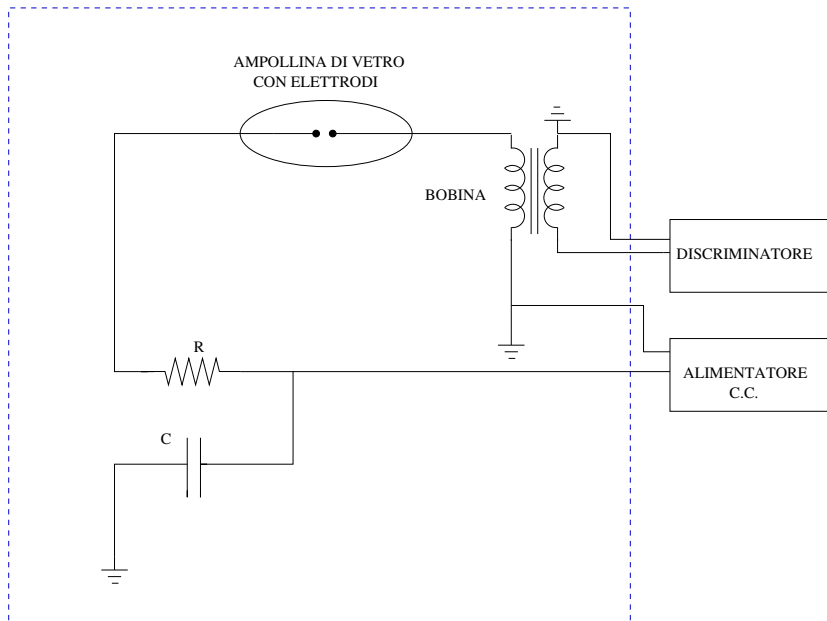 AMPOLLINA DI VETRO
CON ELETTRODI
BOBINA
DISCRIMINATORE
R
ALIMENTATORE
C.C.
C